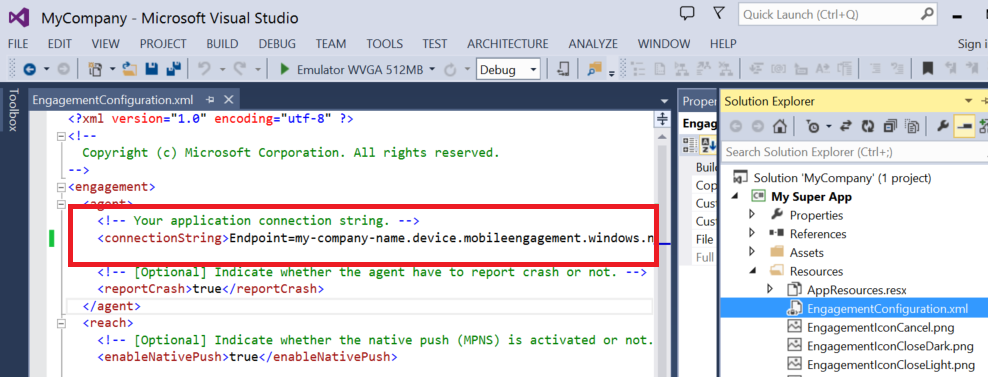 MyCompany - Microsoft Visual Studio
Quick Launch (Ctrl+Q)
FILE EDIT VIEW PROJECT BUILD DEBUG TEAM TOOLS TEST ARCHITECTURE ANALYZE WINDOW HELP
Sign i
Emulator WVGA 512MB
Debug
Toolbox
EngagementConfiguration.xml
<?xml version="1.0" encoding="utf-8" ?>
<!--
Copyright (c) Microsoft Corporation. All rights reserved.
-->
<engagement>
<agent>
<!-- Your application connection string. -->
<connectionString>Endpoint=my-company-name.device.mobileengagement.windows.n
<!-- [Optional] Indicate whether the agent have to report crash or not. -->
<reportCrash>true</reportCrash>
</agent>
<reach>
<!-- [Optional] Indicate whether the native push (MPNS) is activated or not.
<enableNativePush>true</enableNativePush>
Proper
Engag
Buil
Cop
Cust
Cust
File
Full
Solution Explorer
Search Solution Explorer (Ctrl+;)
Solution 'MyCompany' (1 project)
My Super App
Properties
References
Assets
Resources
AppResources.resx
EngagementConfiguration.xml
EngagementIconCancel.png
EngagementIconCloseDark.png
EngagementIconCloseLight.png